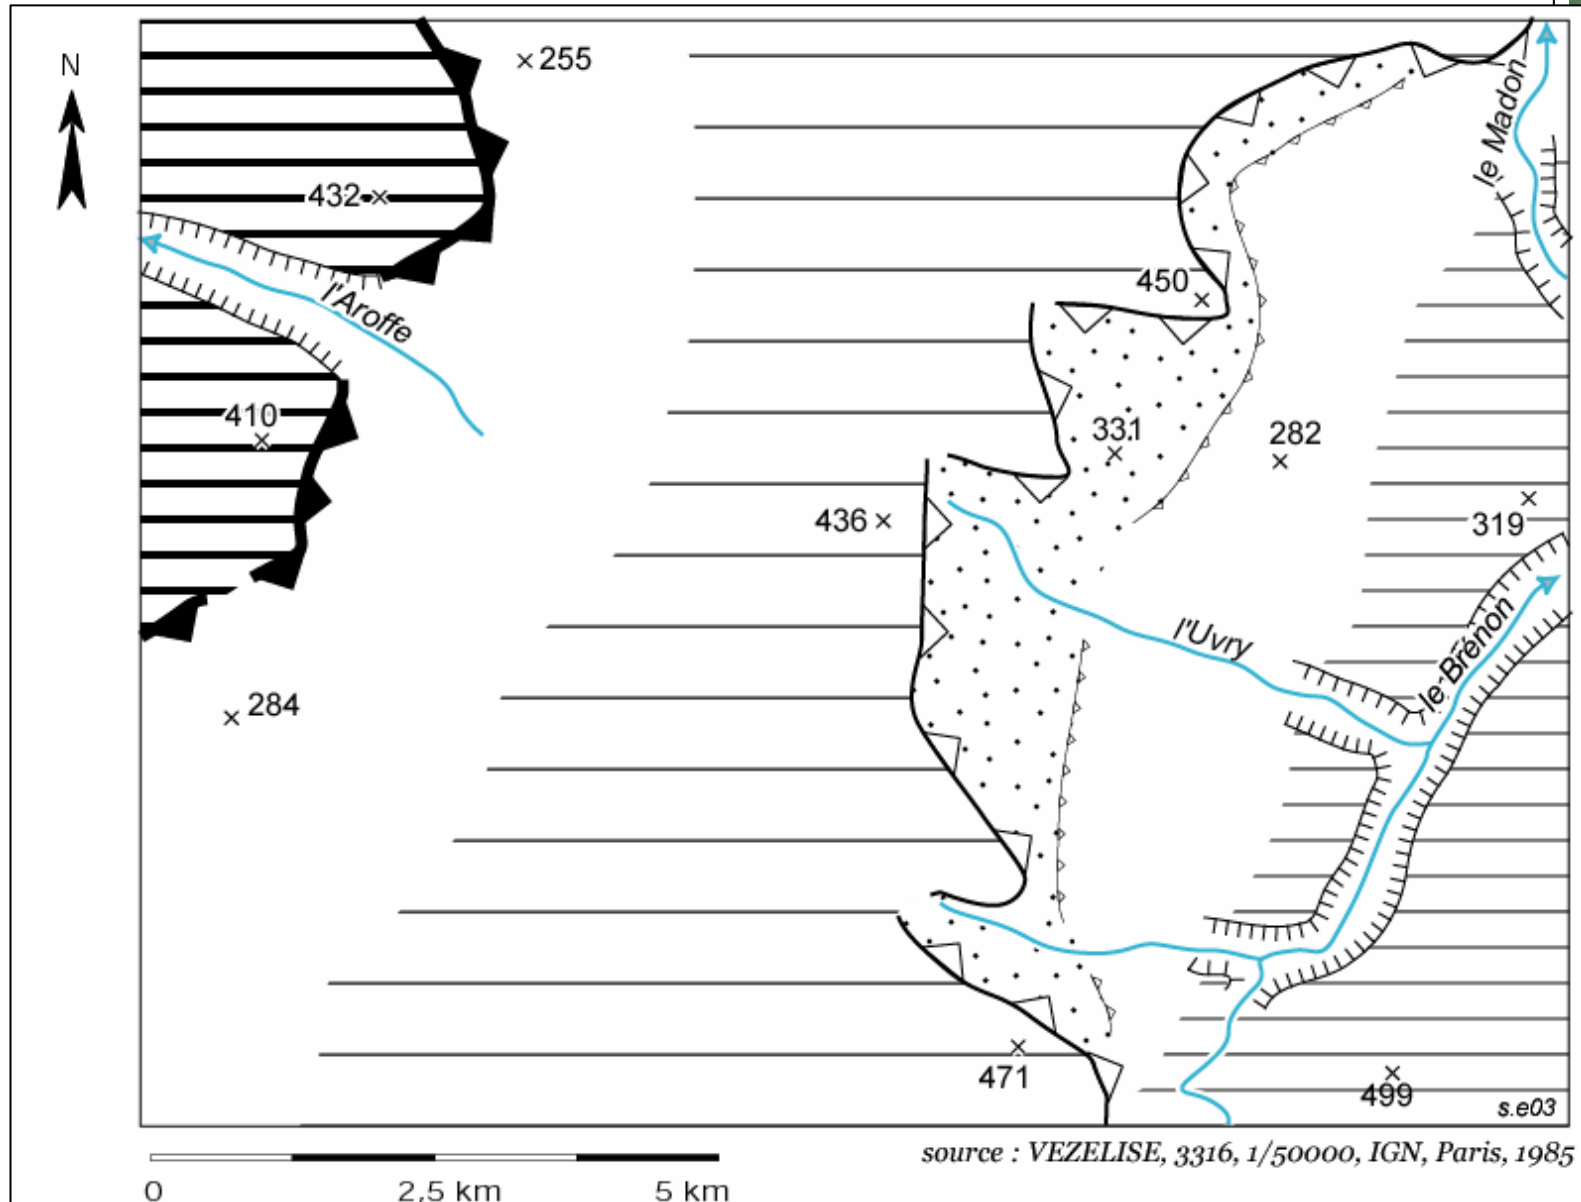 N
255
le Madon
432
450
l'Aroffe
410
331
282
436
319
l'Uvry
le Brénon
284
471
499
s.e03
source : VEZELISE, 3316, 1/50000, IGN, Paris, 1985
0 2,5 km 5 km